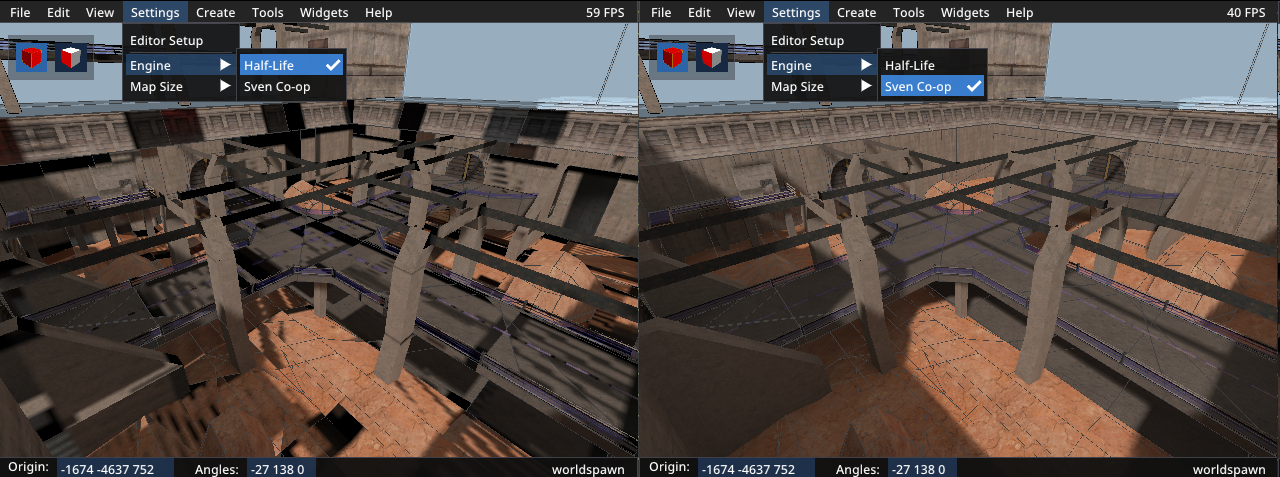 File Edit View Settings Create Tools Widgets Help 59 FPS
Editor Setup
Engine Half-Life
Map Size Sven Co-op
Origin: -1674 -4637 752 Angles: -27 138 0 worldspawn
File Edit View Settings Create Tools Widgets Help 40 FPS
Editor Setup
Engine Half-Life
Map Size Sven Co-op
Origin: -1674 -4637 752 Angles: -27 138 0 worldspawn